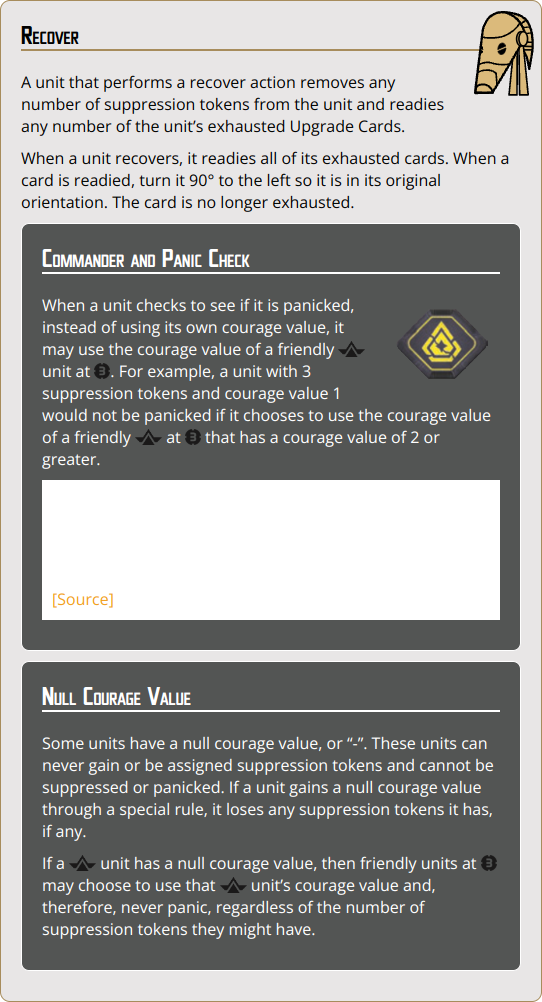 Recover
A unit that performs a recover action removes any
number of suppression tokens from the unit and readies
any number of the unit's exhausted Upgrade Cards.
When a unit recovers, it readies all of its exhausted cards. When a
card is readied, turn it 90° to the left so it is in its original
orientation. The card is no longer exhausted.
Commander and Panic Check
When a unit checks to see if it is panicked,
instead of using its own courage value, it
may use the courage value of a friendly
unit at 3. For example, a unit with 3
suppression tokens and courage value 1
would not be panicked if it chooses to use the courage value
of a friendly at 3 that has a courage value of 2 or
greater.
[Source]
Null Courage Value
Some units have a null courage value, or “-”. These units can
never gain or be assigned suppression tokens and cannot be
suppressed or panicked. If a unit gains a null courage value
through a special rule, it loses any suppression tokens it has,
if any.
If a unit has a null courage value, then friendly units at 3
may choose to use that unit's courage value and,
therefore, never panic, regardless of the number of
suppression tokens they might have.